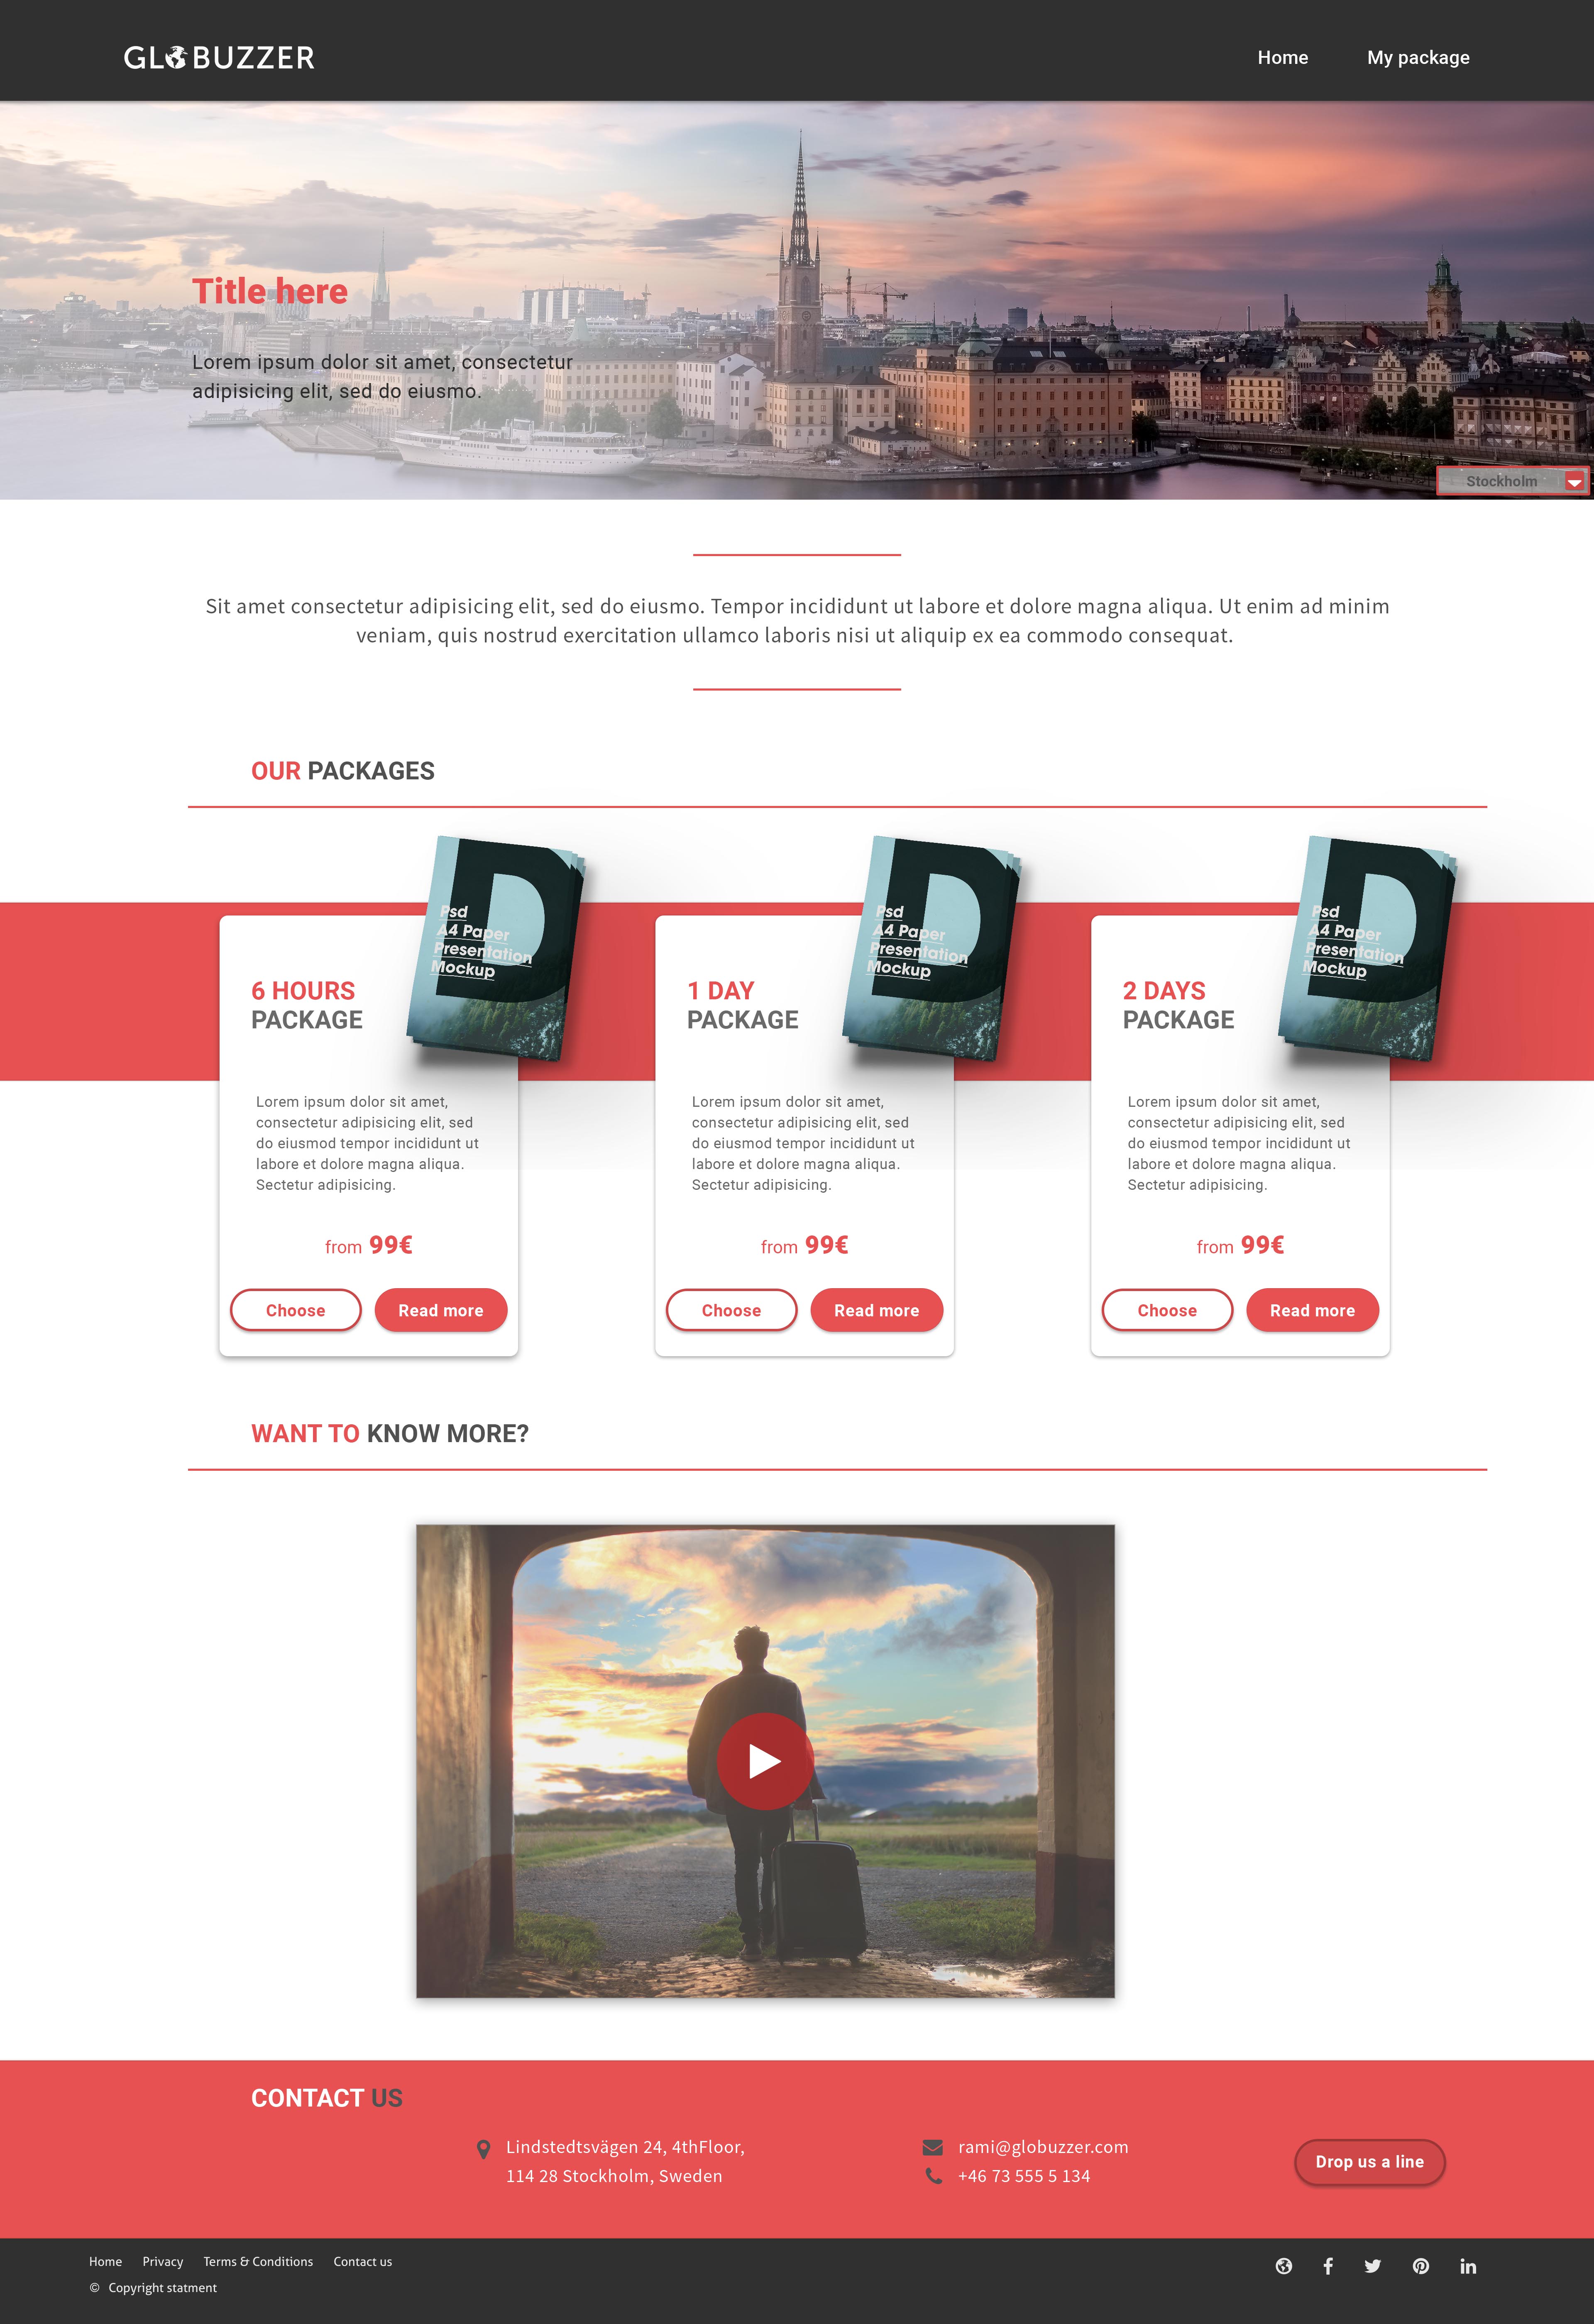 GLOBUZZER
Home
My package
Title here
Lorem ipsum dolor sit amet, consectetur
adipisicing elit, sed do eiusmo.
Stockholm
Sit amet consectetur adipisicing elit, sed do eiusmo. Tempor incididunt ut labore et dolore magna aliqua. Ut enim ad minim
veniam, quis nostrud exercitation ullamco laboris nisi ut aliquip ex ea commodo consequat.
OUR PACKAGES
D
Psd
A4 Paper
Presentation
Mockup
6 HOURS
PACKAGE
Lorem ipsum dolor sit amet,
consectetur adipisicing elit, sed
do eiusmod tempor incididunt ut
labore et dolore magna aliqua.
Sectetur adipisicing.
from 99€
Choose
Read more
D
Psd
A4 Paper
Presentation
Mockup
1 DAY
PACKAGE
Lorem ipsum dolor sit amet,
consectetur adipisicing elit, sed
do eiusmod tempor incididunt ut
labore et dolore magna aliqua.
Sectetur adipisicing.
from 99€
Choose
Read more
D
Psd
A4 Paper
Presentation
Mockup
2 DAYS
PACKAGE
Lorem ipsum dolor sit amet,
consectetur adipisicing elit, sed
do eiusmod tempor incididunt ut
labore et dolore magna aliqua.
Sectetur adipisicing.
from 99€
Choose
Read more
WANT TO KNOW MORE?
CONTACT US
Lindstedtsvägen 24, 4thFloor,
114 28 Stockholm, Sweden
rami@globuzzer.com
+46 73 555 5 134
Drop us a line
Home
Privacy
Terms & Conditions
Contact us
© Copyright statment